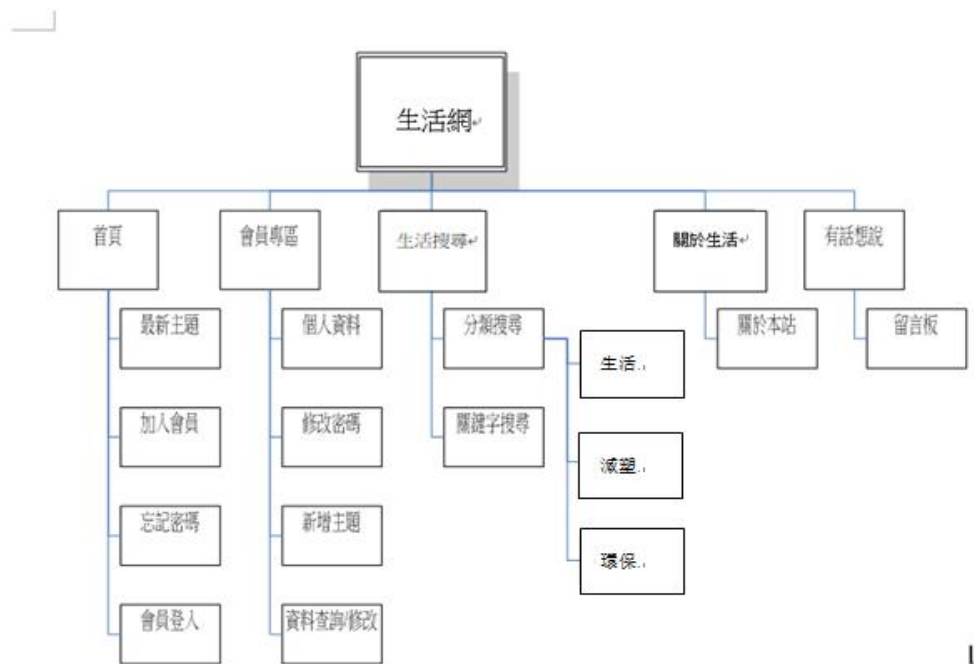 生活網
首頁
會員專區
生活搜尋
關於生活
有話想說
最新主題
加入會員
忘記密碼
會員登入
個人資料
修改密碼
新增主題
資料查詢/修改
分類搜尋
關鍵字搜尋
生活
減塑
環保
關於本站
留言板